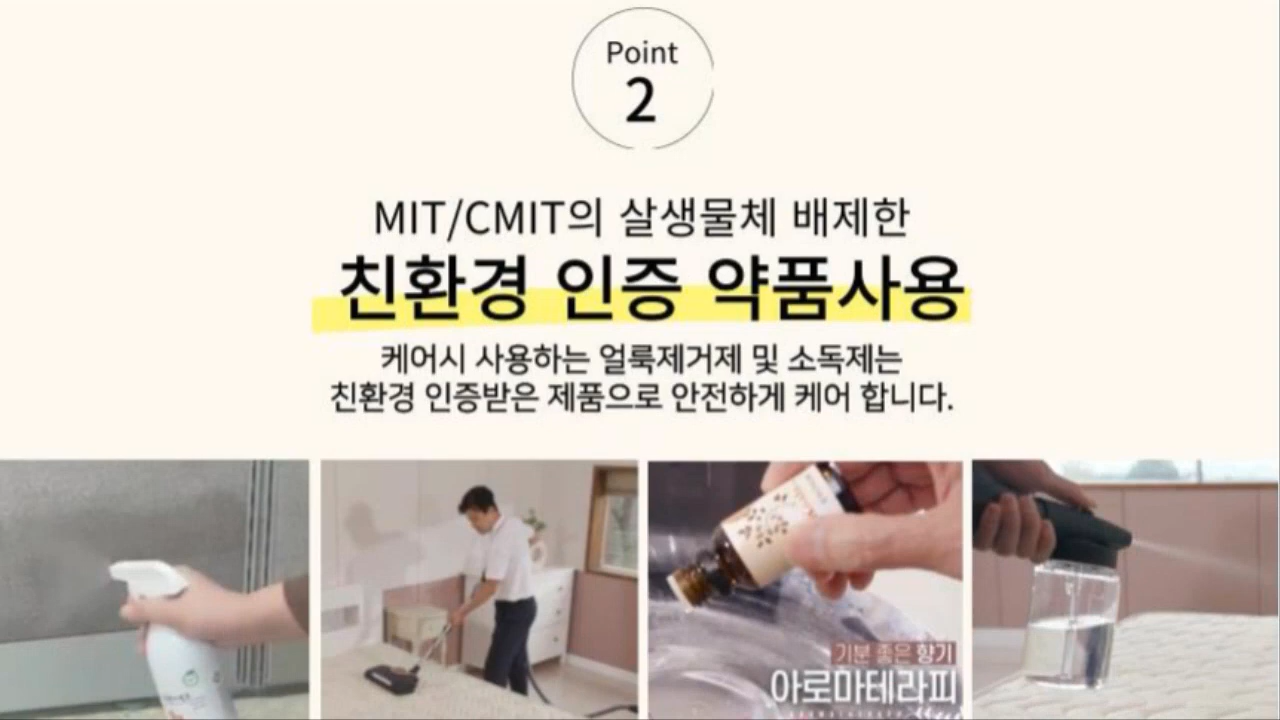 Point
2
MIT/CMIT의 살생물체 배제한
친환경 인증 약품사용
케어시 사용하는 얼룩제거제 및 소독제는
친환경 인증받은 제품으로 안전하게 케어 합니다.
기분 좋은 향기
아로마테라피